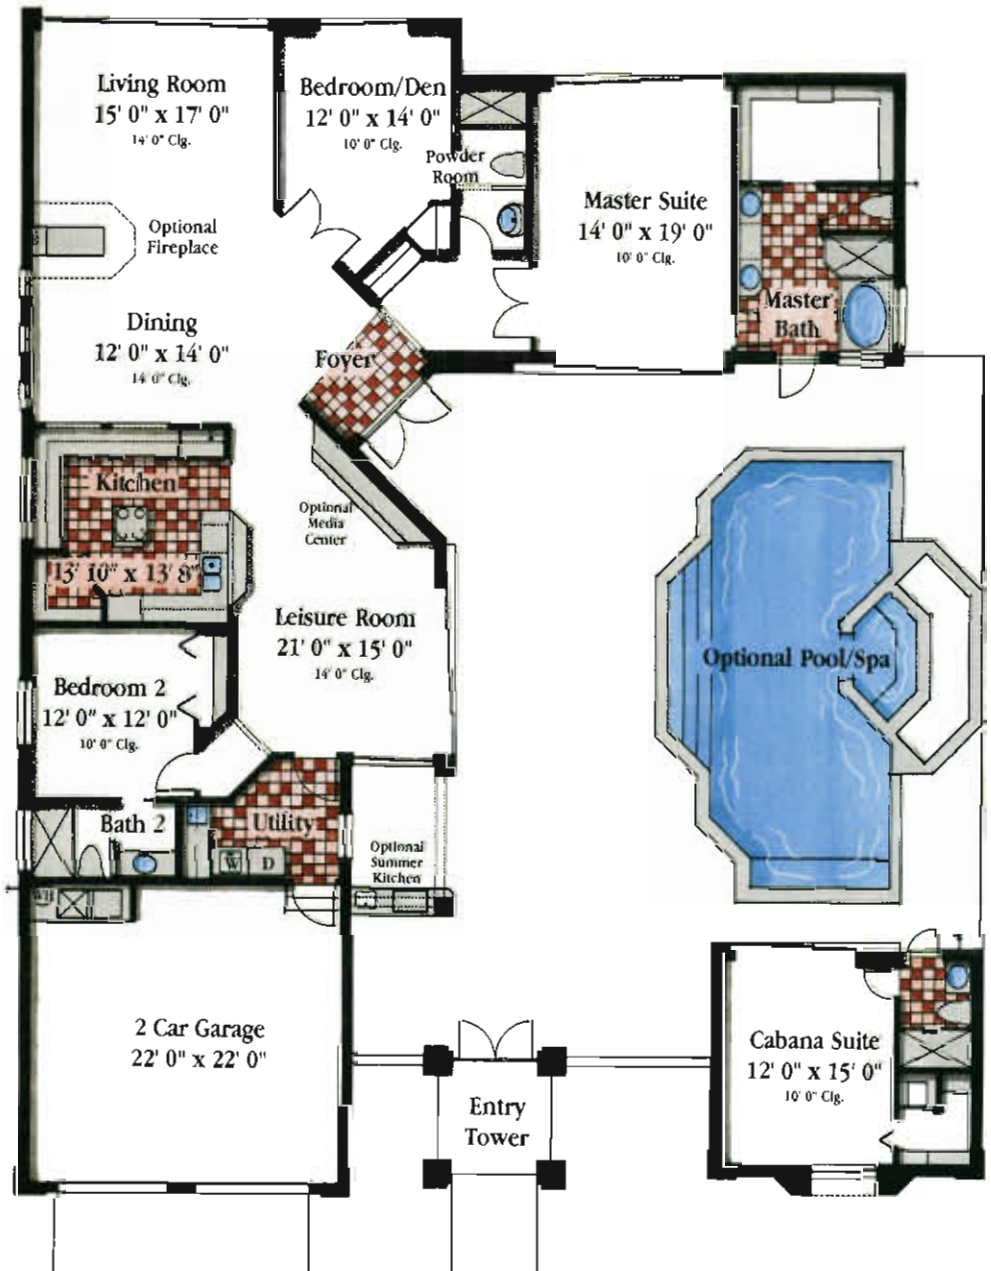 Living Room
15' 0" x 17' 0"
14' 0" Clg.
Bedroom/Den
12' 0" x 14' 0"
10' 0" Clg.
Powder
Room
Master Suite
14' 0" x 19' 0"
10' 0" Clg.
Optional
Fireplace
Master
Bath
Dining
12' 0" x 14' 0"
14' 0" Clg.
Foyer
Kitchen
13' 10" x 13' 8"
Optional
Media
Center
Leisure Room
21' 0" x 15' 0"
14' 0" Clg.
Optional Pool/Spa
Bedroom 2
12' 0" x 12' 0"
10' 0" Clg.
Bath 2
Utility
W D
Optional
Summer
Kitchen
WH
2 Car Garage
22' 0" x 22' 0"
Cabana Suite
12' 0" x 15' 0"
10' 0" Clg.
Entry
Tower